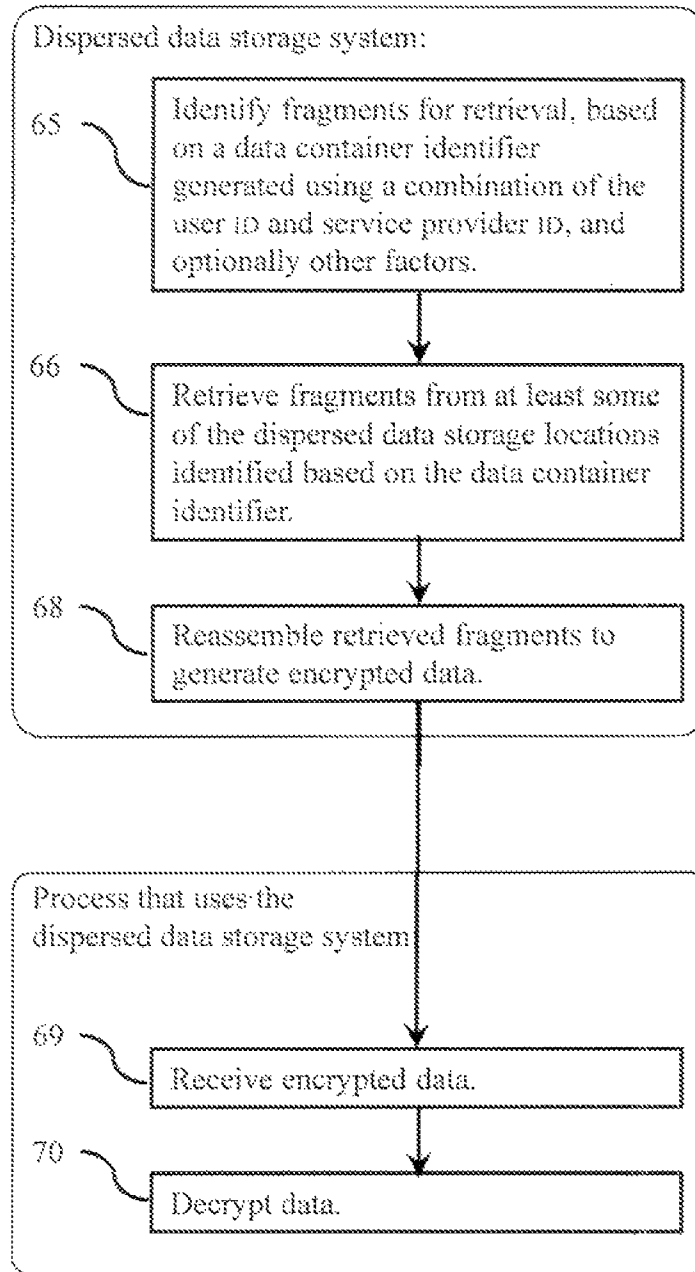 Dispersed data storage system:
65
Identify fragments for retrieval, based
on a data container identifier
generated using a combination of the
user ID and service provider ID, and
optionally other factors.
66
Retrieve fragments from at least some
of the dispersed data storage locations
identified based on the data container
identifier.
68
Reassemble retrieved fragments to
generate encrypted data.
Process that uses the
dispersed data storage system
69
Receive encrypted data.
70
Decrypt data.